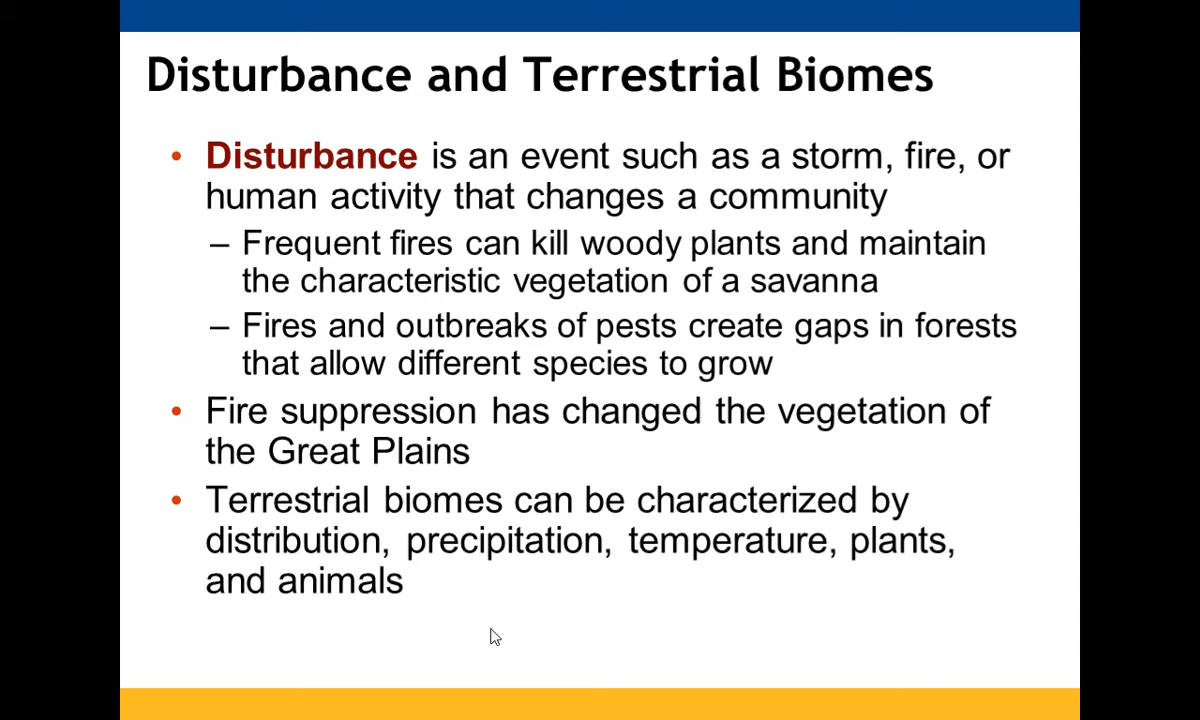 Disturbance and Terrestrial Biomes
• Disturbance is an event such as a storm, fire, or
human activity that changes a community
– Frequent fires can kill woody plants and maintain
the characteristic vegetation of a savanna
– Fires and outbreaks of pests create gaps in forests
that allow different species to grow
• Fire suppression has changed the vegetation of
the Great Plains
• Terrestrial biomes can be characterized by
distribution, precipitation, temperature, plants,
and animals